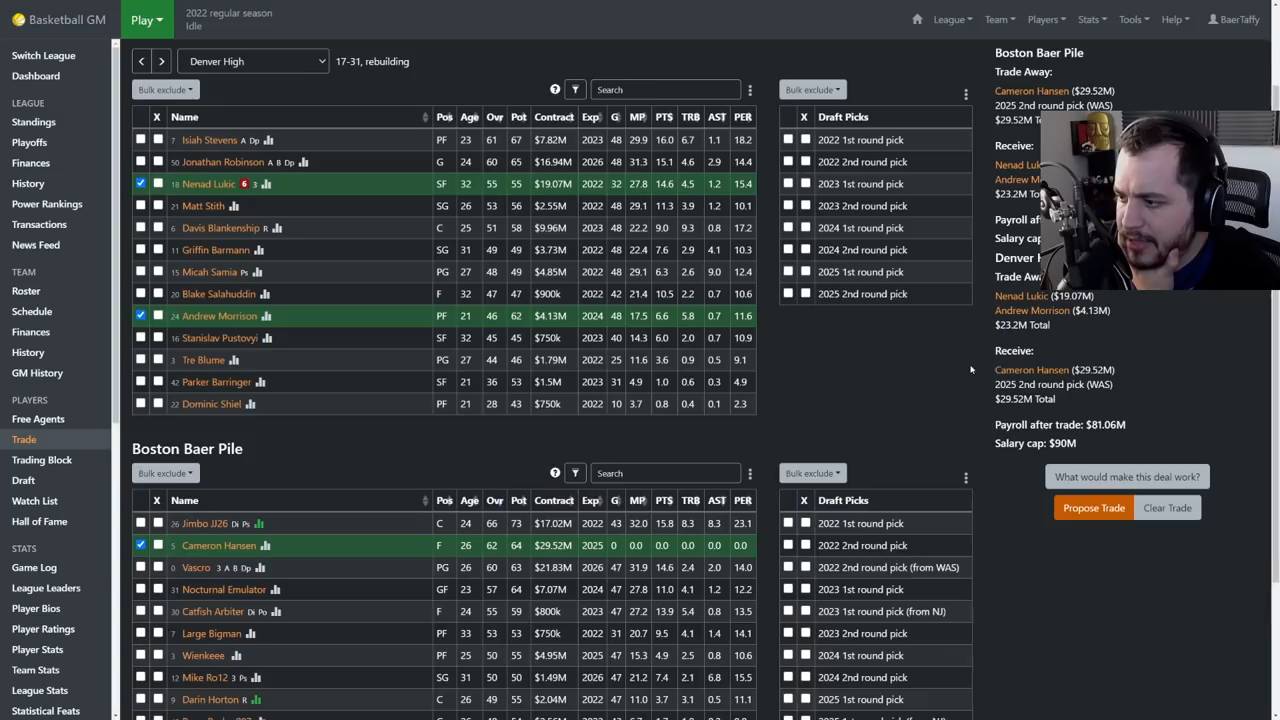 Basketball GM
Play
2022 regular season
Idle
League
Team
Players
Stats
Tools
Help
BaerTaffy
Switch League
Dashboard
LEAGUE
Standings
Playoffs
Finances
History
Power Rankings
Transactions
News Feed
TEAM
Roster
Schedule
Finances
History
GM History
PLAYERS
Free Agents
Trade
Trading Block
Draft
Watch List
Hall of Fame
STATS
Game Log
League Leaders
Player Bios
Player Ratings
Player Stats
Team Stats
League Stats
Statistical Feats
Denver High
17-31, rebuilding
Bulk exclude
Search
X Name Pos Age Ovr Pot Contract Exp G MP PTS TRB AST PER
7 Isiah Stevens A Dp PF 23 61 67 $7.82M 2023 48 29.9 16.0 6.7 1.1 18.2
50 Jonathan Robinson A B Dp G 24 60 65 $16.94M 2026 48 31.3 15.1 4.6 2.9 14.4
18 Nenad Lukic 6 3 SF 32 55 55 $19.07M 2022 32 27.8 14.6 4.5 1.2 15.4
21 Matt Stith SG 26 53 56 $2.55M 2022 48 29.1 11.3 3.9 1.2 10.1
6 Davis Blankenship R C 25 51 58 $9.96M 2023 48 22.2 9.0 9.3 0.8 17.2
11 Griffin Barmann SG 31 49 49 $3.73M 2022 48 22.4 7.6 2.9 4.1 10.3
15 Micah Samia Ps PG 27 48 49 $4.85M 2022 48 29.1 6.3 2.6 9.0 12.4
20 Blake Salahuddin F 32 47 47 $900k 2022 42 21.4 10.5 2.2 0.7 10.6
24 Andrew Morrison PF 21 46 62 $4.13M 2024 48 17.5 6.6 5.8 0.7 11.6
16 Stanislav Pustovyi SF 32 45 45 $750k 2023 40 14.3 6.0 2.0 0.7 10.9
3 Tre Blume PG 27 44 46 $1.79M 2022 25 11.6 3.6 0.9 0.5 9.1
42 Parker Barringer SF 21 36 53 $1.5M 2023 31 4.9 1.0 0.6 0.3 4.9
22 Dominic Shiel PF 21 28 43 $750k 2022 10 3.7 0.8 0.4 0.1 2.3
Bulk exclude
X Draft Picks
2022 1st round pick
2022 2nd round pick
2023 1st round pick
2023 2nd round pick
2024 1st round pick
2024 2nd round pick
2025 1st round pick
2025 2nd round pick
Boston Baer Pile
Bulk exclude
Search
X Name Pos Age Ovr Pot Contract Exp G MP PTS TRB AST PER
26 Jimbo JJ26 Di Ps C 24 66 73 $17.02M 2022 43 32.0 15.8 8.3 8.3 23.1
5 Cameron Hansen F 26 62 64 $29.52M 2025 0 0.0 0.0 0.0 0.0 0.0
0 Vascro 3 A B Dp PG 26 60 63 $21.83M 2026 47 31.9 14.6 2.4 2.0 14.0
31 Nocturnal Emulator GF 23 57 64 $7.07M 2024 47 27.8 11.0 4.1 1.2 12.2
30 Catfish Arbiter Di Po F 24 55 59 $800k 2023 47 27.2 13.9 5.4 0.8 13.5
7 Large Bigman PF 33 53 53 $750k 2022 31 20.7 9.5 4.1 1.4 14.1
3 Wienkeee PF 25 50 55 $4.95M 2025 47 15.3 4.9 2.5 0.8 10.6
12 Mike Ro12 3 Ps SG 31 50 50 $1.49M 2026 47 21.2 7.4 2.1 6.8 15.5
9 Darin Horton R C 26 49 51 $2.04M 2022 47 11.0 3.7 3.1 0.5 11.1
Bulk exclude
X Draft Picks
2022 1st round pick
2022 2nd round pick
2022 2nd round pick (from WAS)
2023 1st round pick
2023 1st round pick (from NJ)
2023 2nd round pick
2024 1st round pick
2024 2nd round pick
2025 1st round pick
Boston Baer Pile
Trade Away:
Cameron Hansen ($29.52M)
2025 2nd round pick (WAS)
$29.52M
Receive:
Nenad
Andrew M
$23.2M
Payroll af
Salary cap
Denver H
Trade Awa
Nenad Lukic ($19.07M)
Andrew Morrison ($4.13M)
$23.2M Total
Receive:
Cameron Hansen ($29.52M)
2025 2nd round pick (WAS)
$29.52M Total
Payroll after trade: $81.06M
Salary cap: $90M
What would make this deal work?
Propose Trade
Clear Trade